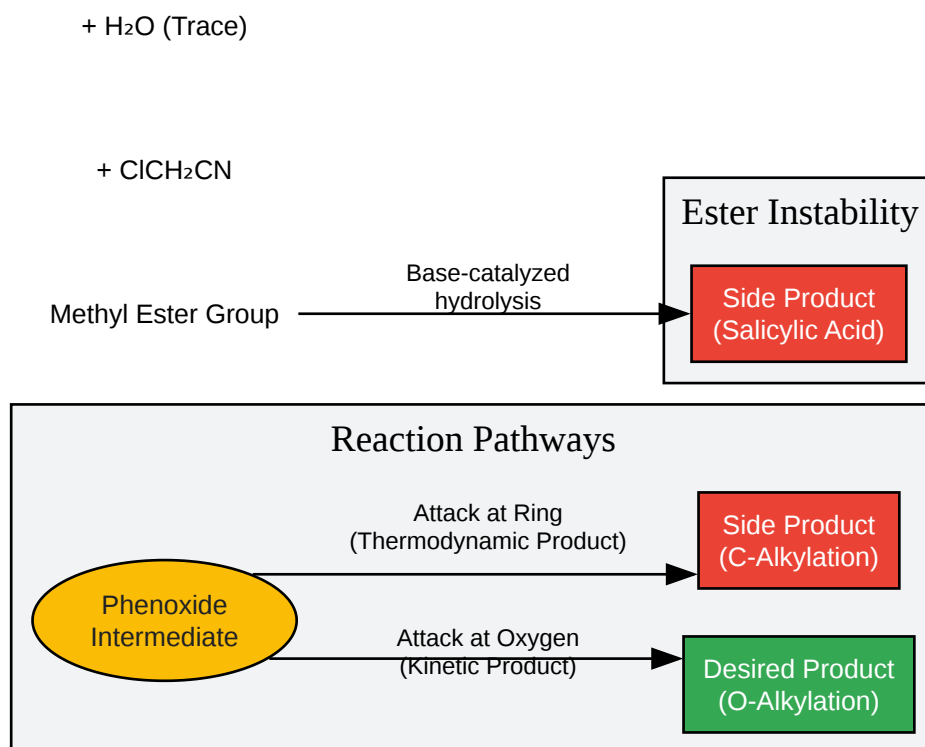 + H₂O (Trace)
+ ClCH₂CN
Ester Instability
Base-catalyzed
hydrolysis
Methyl Ester Group
Side Product
(Salicylic Acid)
Reaction Pathways
Attack at Ring
(Thermodynamic Product)
Side Product
(C-Alkylation)
Phenoxide
Intermediate
Attack at Oxygen
(Kinetic Product)
Desired Product
(O-Alkylation)